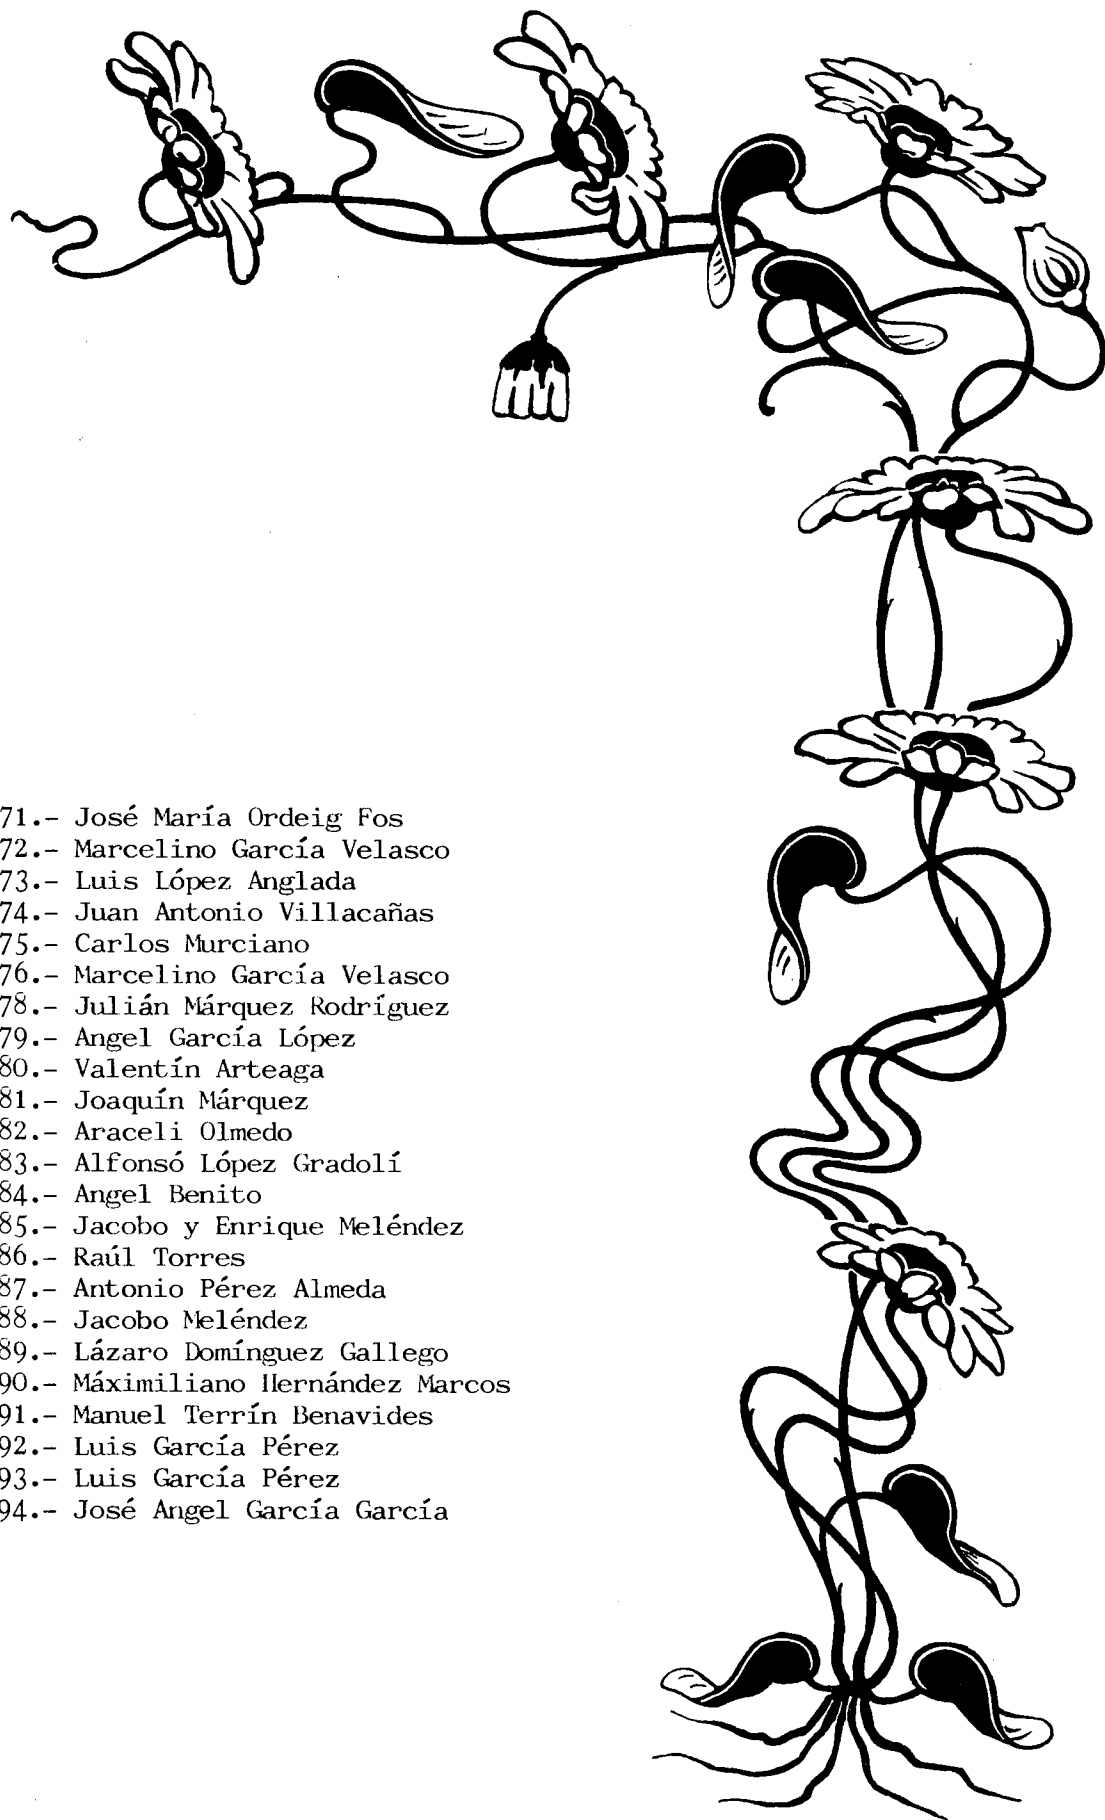 71.- José María Ordeig Fos
72.- Marcelino García Velasco
73.- Luis López Anglada
74.- Juan Antonio Villacañas
75.- Carlos Murciano
76.- Marcelino García Velasco
78.- Julián Márquez Rodríguez
79.- Angel García López
80.- Valentín Arteaga
81.- Joaquín Márquez
82.- Araceli Olmedo
83.- Alfonsó López Gradolí
84.- Angel Benito
85.- Jacobo y Enrique Meléndez
86.- Raúl Torres
87.- Antonio Pérez Almeda
88.- Jacobo Meléndez
89.- Lázaro Domínguez Gallego
90.- Máximiliano Hernández Marcos
91.- Manuel Terrín Benavides
92.- Luis García Pérez
93.- Luis García Pérez
94.- José Angel García García